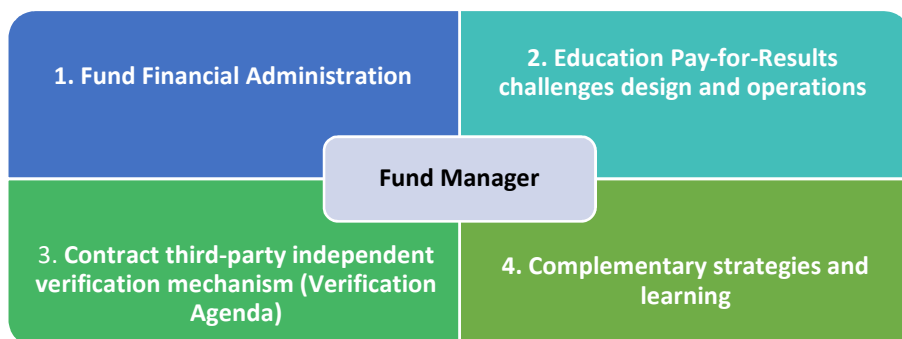 1. Fund Financial Administration
2. Education Pay-for-Results
challenges design and operations
Fund Manager
3. Contract third-party independent
verification mechanism (Verification
Agenda)
4. Complementary strategies and
learning